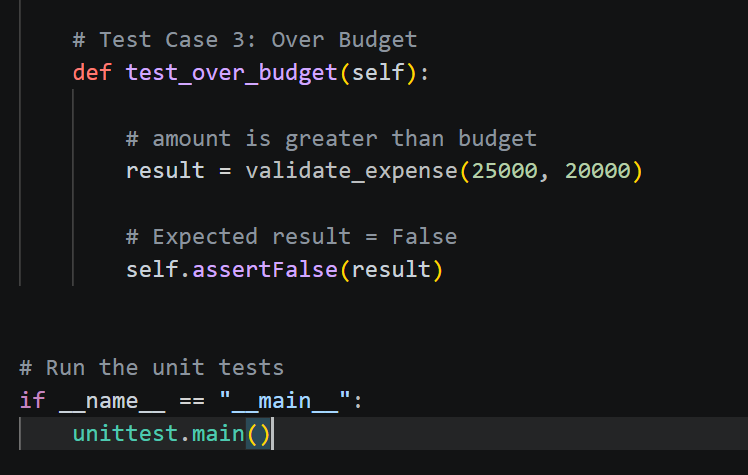 # Test Case 3: Over Budget
def test_over_budget(self):
# amount is greater than budget
result = validate_expense(25000, 20000)
# Expected result = False
self.assertFalse(result)
# Run the unit tests
if __name__ == "__main__":
unittest.main()